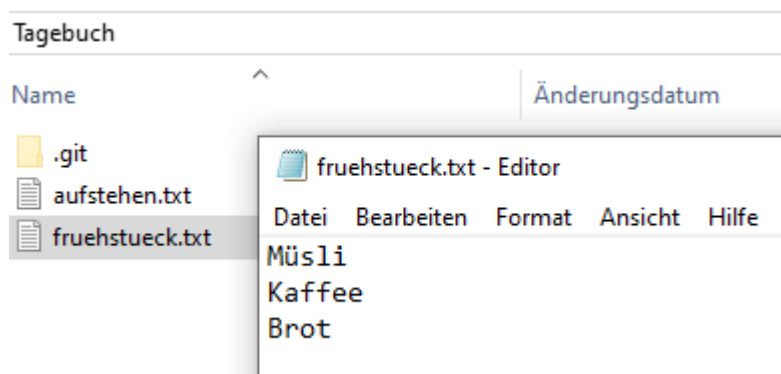 Tagebuch
Name Änderungsdatum
.git
aufstehen.txt
fruehstueck.txt
fruehstueck.txt - Editor
Datei Bearbeiten Format Ansicht Hilfe
Müsli
Kaffee
Brot